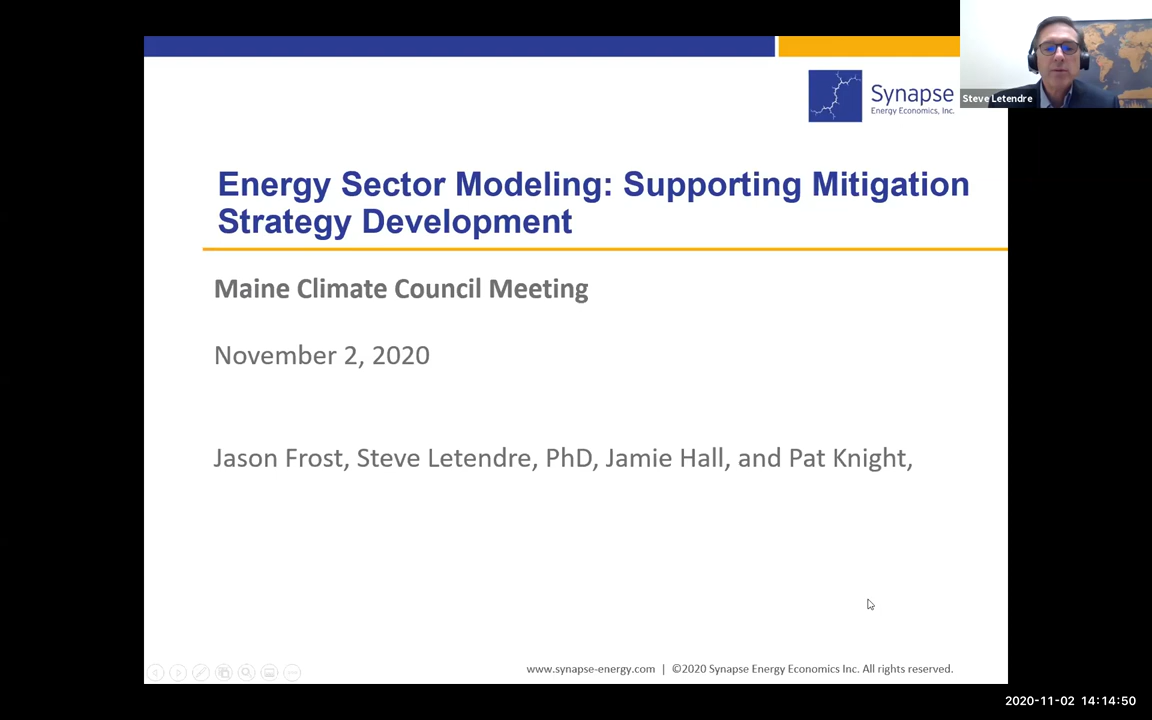 Synapse
Energy Economics, Inc.
Steve Letendre
Energy Sector Modeling: Supporting Mitigation
Strategy Development
Maine Climate Council Meeting
November 2, 2020
Jason Frost, Steve Letendre, PhD, Jamie Hall, and Pat Knight,
www.synapse-energy.com | ©2020 Synapse Energy Economics Inc. All rights reserved.
2020-11-02 14:14:50